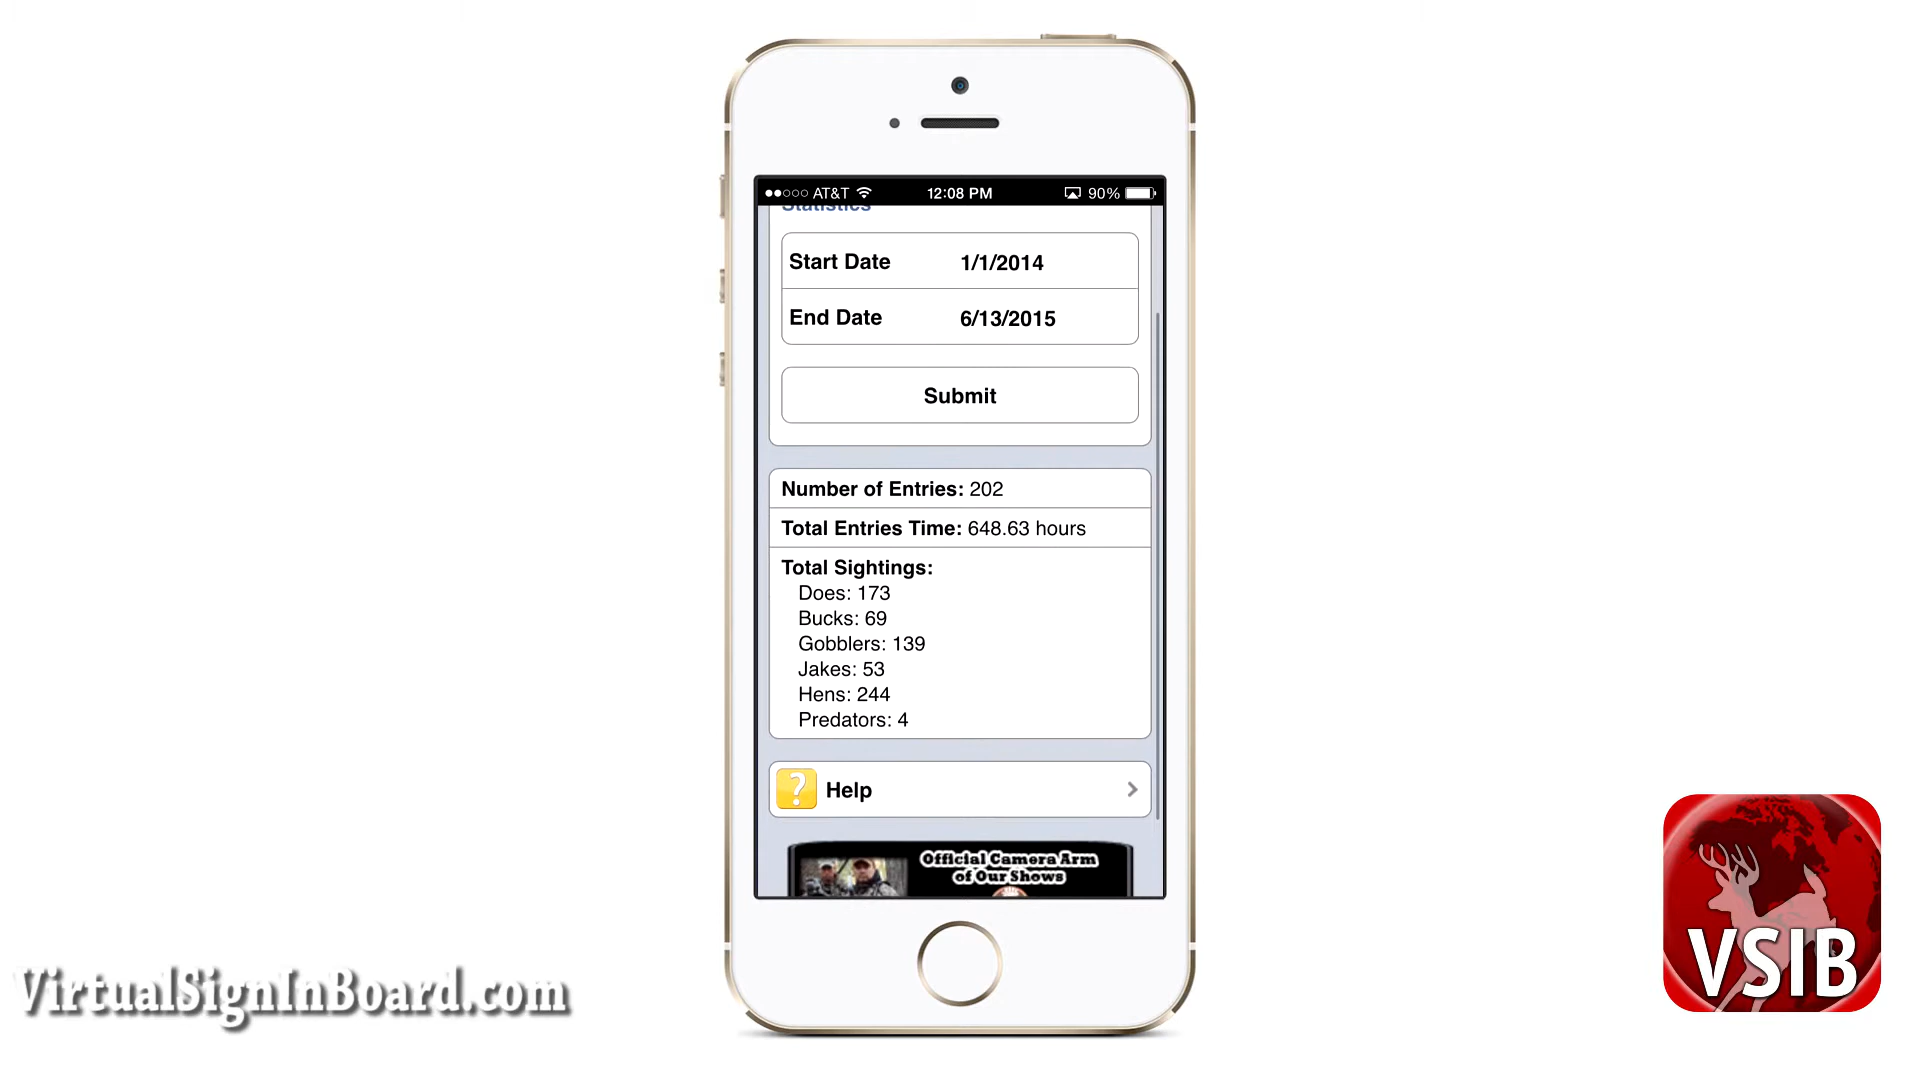 AT&T 12:08 PM 90%
Statistics
Start Date 1/1/2014
End Date 6/13/2015
Submit
Number of Entries: 202
Total Entries Time: 648.63 hours
Total Sightings:
Does: 173
Bucks: 69
Gobblers: 139
Jakes: 53
Hens: 244
Predators: 4
? Help
Official Camera Arm
of Our Shows
VirtualSignInBoard.com
VSIB